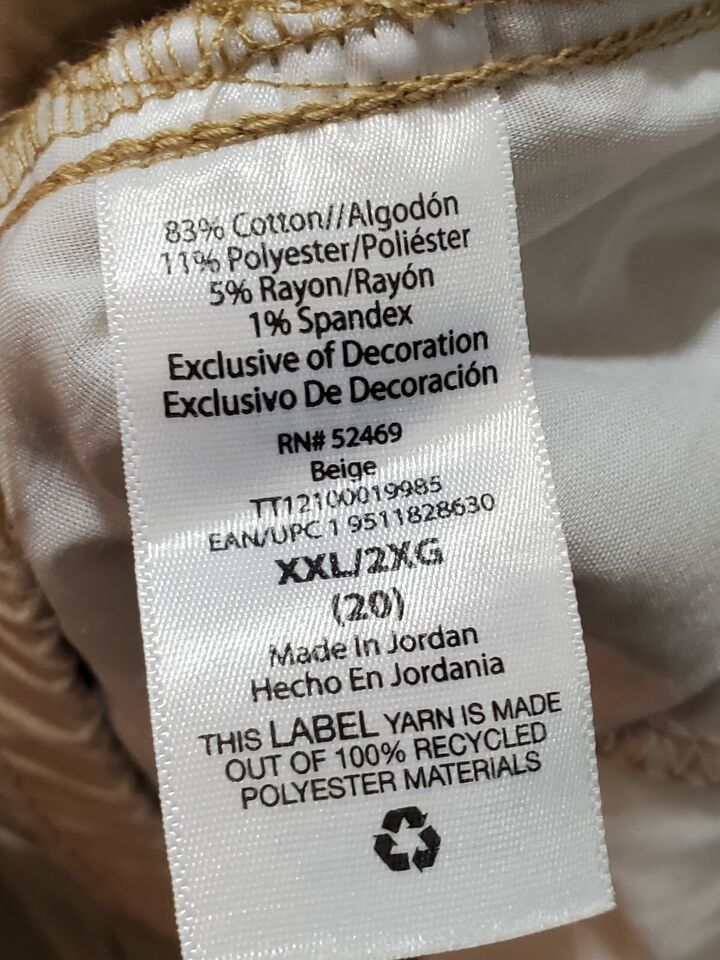 83% Cotton//Algodón
11% Polyester/Poliéster
5% Rayon/Rayón
1% Spandex
Exclusive of Decoration
Exclusivo De Decoración
RN# 52469
Beige
TT12100019985
EAN/UPC 1 9511828630
XXL/2XG
(20)
Made In Jordan
Hecho En Jordania
THIS LABEL YARN IS MADE
OUT OF 100% RECYCLED
POLYESTER MATERIALS